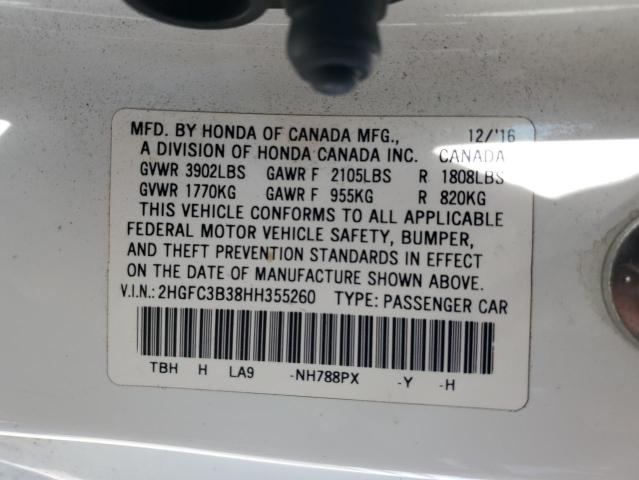 MFD. BY HONDA OF CANADA MFG., 12/'16
A DIVISION OF HONDA CANADA INC. CANADA
GVWR 3902LBS GAWR F 2105LBS R 1808LBS
GVWR 1770KG GAWR F 955KG R 820KG
THIS VEHICLE CONFORMS TO ALL APPLICABLE
FEDERAL MOTOR VEHICLE SAFETY, BUMPER,
AND THEFT PREVENTION STANDARDS IN EFFECT
ON THE DATE OF MANUFACTURE SHOWN ABOVE.
V.I.N.: 2HGFC3B38HH355260 TYPE: PASSENGER CAR
TBH H LA9 -NH788PX -Y -H